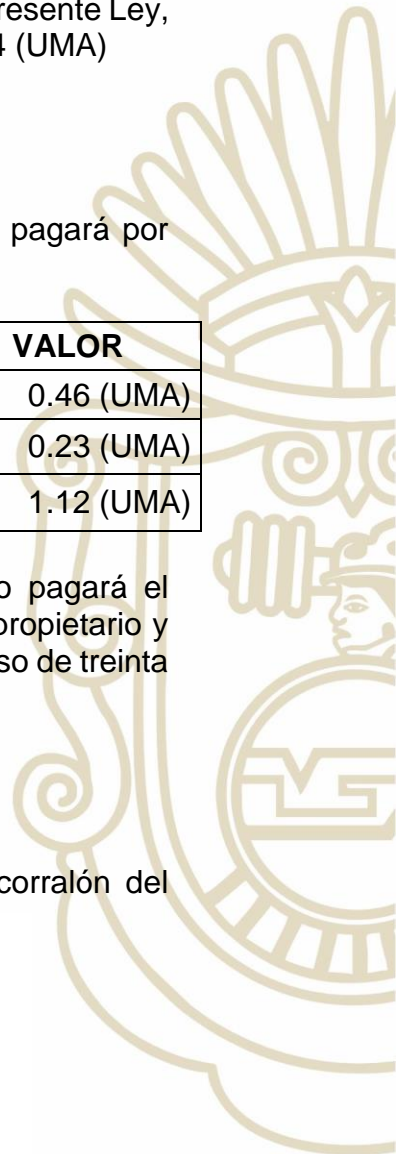 resente Ley,
4 (UMA)
pagará por
VALOR
0.46 (UMA)
0.23 (UMA)
1.12 (UMA)
o pagará el
propietario y
so de treinta
corralón del